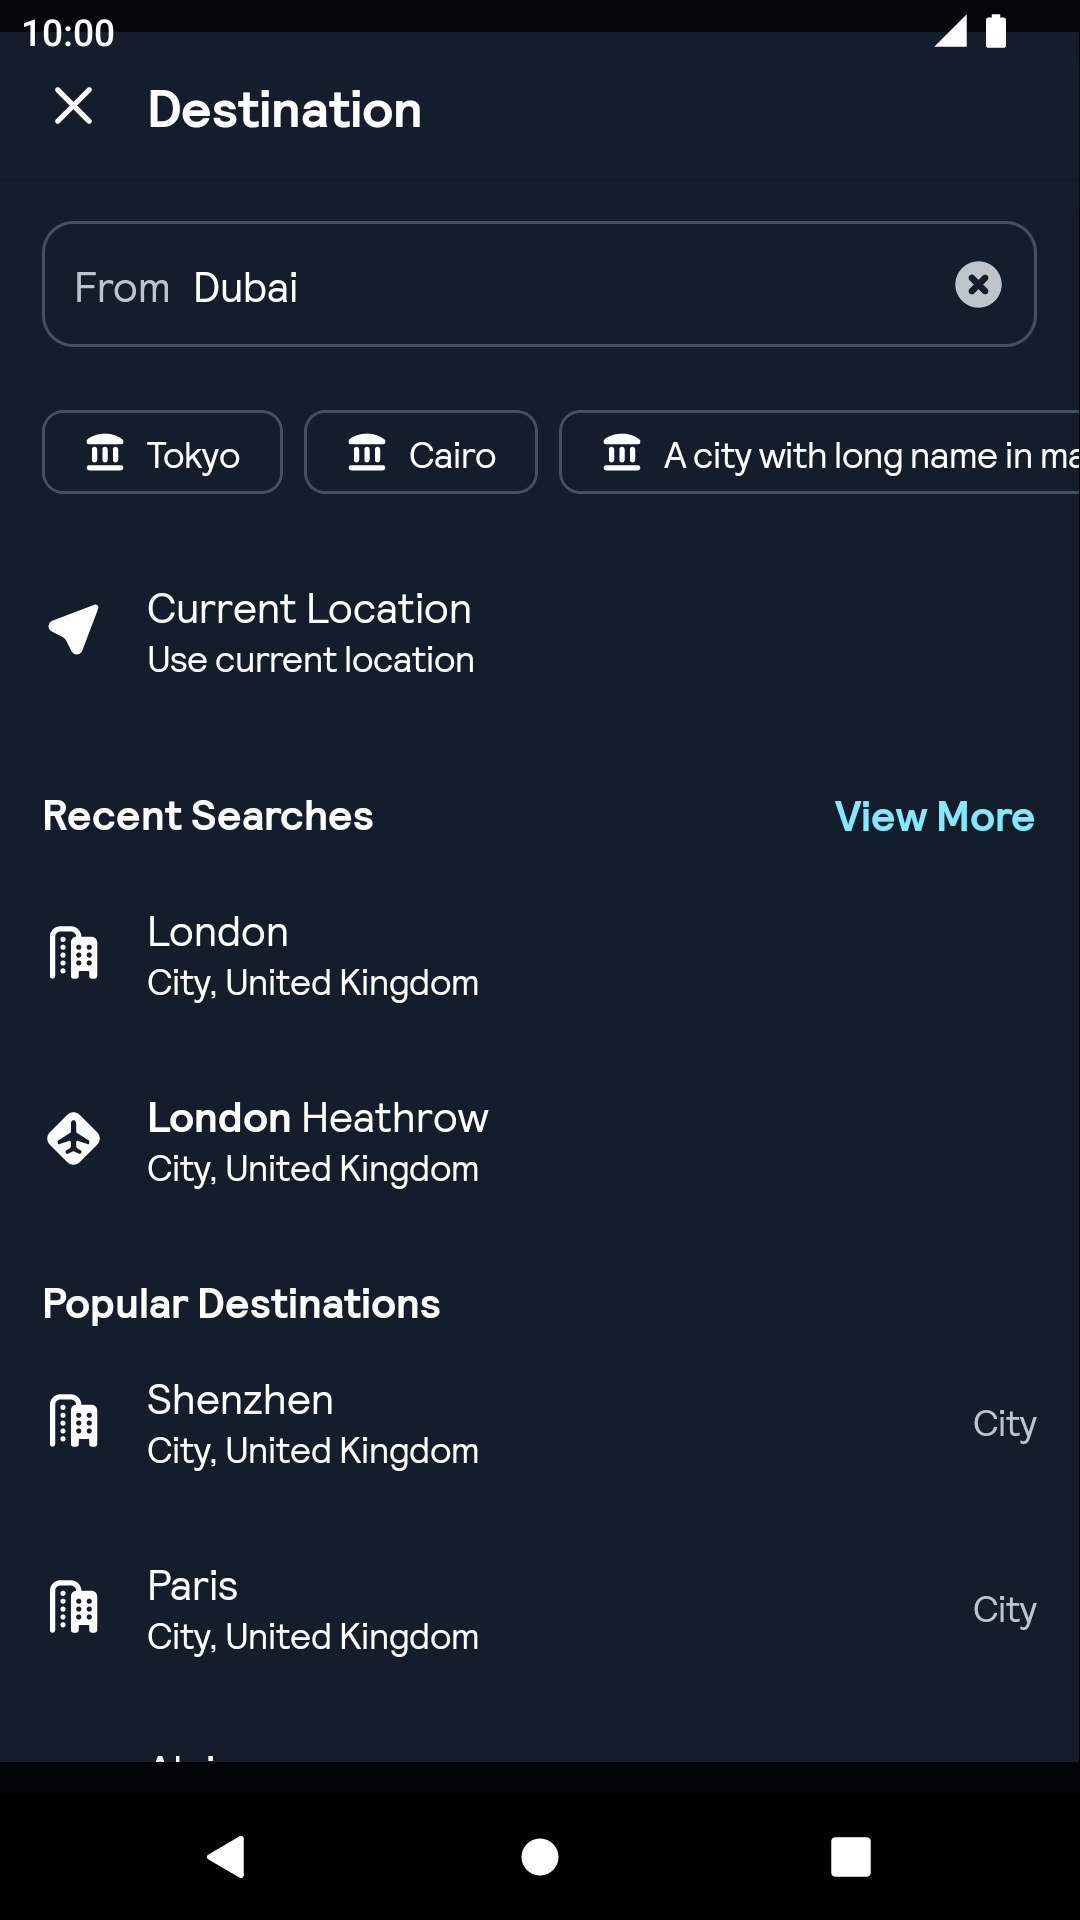 10:00
Destination
From Dubai
Tokyo
Cairo
A city with long name in
Current Location
Use current location
Recent Searches
View More
London
City, United Kingdom
London Heathrow
City, United Kingdom
Popular Destinations
Shenzhen
City, United Kingdom
City
Paris
City, United Kingdom
City